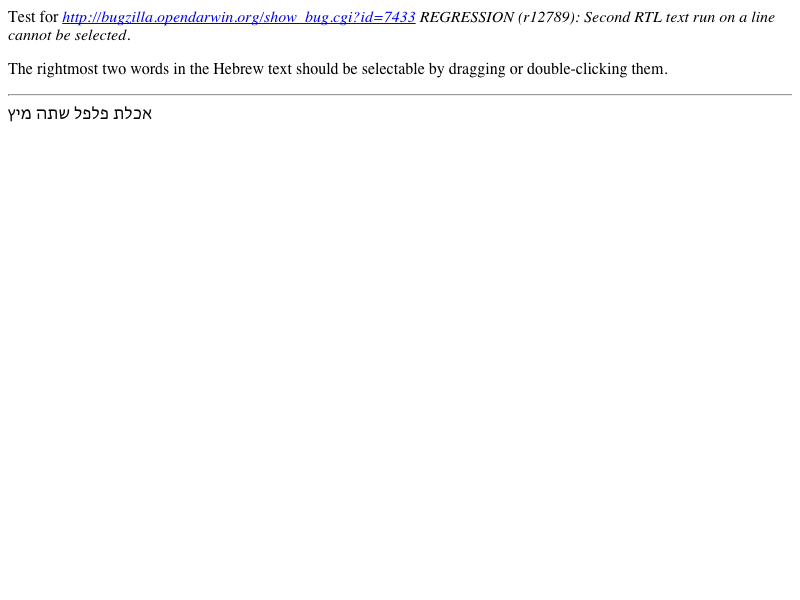 Test for http://bugzilla.opendarwin.org/show_bug.cgi?id=7433 REGRESSION (r12789): Second RTL text run on a line
cannot be selected.
The rightmost two words in the Hebrew text should be selectable by dragging or double-clicking them.
אכלת פלפל שתה מיץ